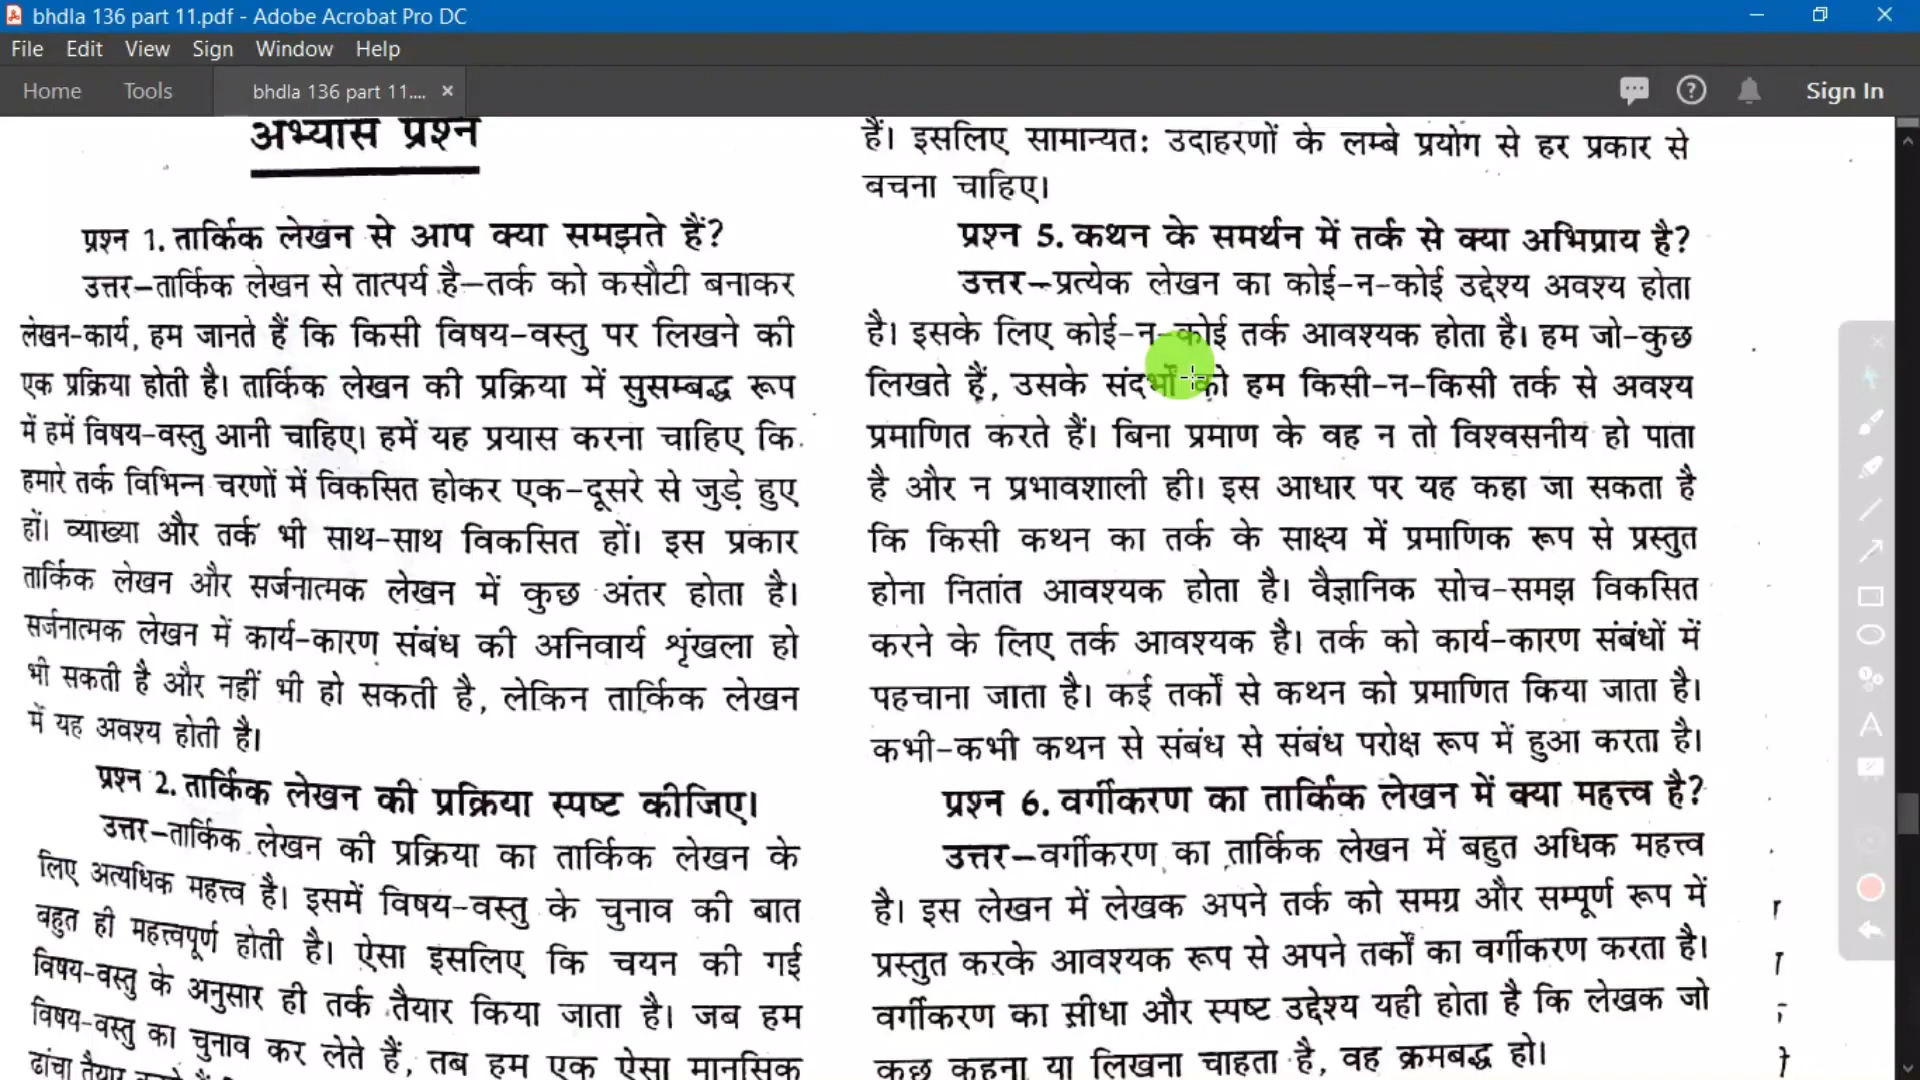 bhdla 136 part 11.pdf - Adobe Acrobat Pro DC
File Edit View Sign Window Help
Home Tools bhdla 136 part 11.... × Sign In
अभ्यास प्रश्न
प्रश्न 1. तार्किक लेखन से आप क्या समझते हैं?
उत्तर–तार्किक लेखन से तात्पर्य है–तर्क को कसौटी बनाकर
लेखन-कार्य, हम जानते हैं कि किसी विषय-वस्तु पर लिखने की
एक प्रक्रिया होती है। तार्किक लेखन की प्रक्रिया में सुसम्बद्ध रूप
में हमें विषय-वस्तु आनी चाहिए। हमें यह प्रयास करना चाहिए कि
हमारे तर्क विभिन्न चरणों में विकसित होकर एक-दूसरे से जुड़े हुए
हों। व्याख्या और तर्क भी साथ-साथ विकसित हों। इस प्रकार
तार्किक लेखन और सर्जनात्मक लेखन में कुछ अंतर होता है।
सर्जनात्मक लेखन में कार्य-कारण संबंध की अनिवार्य शृंखला हो
भी सकती है और नहीं भी हो सकती है, लेकिन तार्किक लेखन
में यह अवश्य होती है।
प्रश्न 2. तार्किक लेखन की प्रक्रिया स्पष्ट कीजिए।
उत्तर–तार्किक लेखन की प्रक्रिया का तार्किक लेखन के
लिए अत्यधिक महत्त्व है। इसमें विषय-वस्तु के चुनाव की बात
बहुत ही महत्त्वपूर्ण होती है। ऐसा इसलिए कि चयन की गई
विषय-वस्तु के अनुसार ही तर्क तैयार किया जाता है। जब हम
विषय-वस्तु का चुनाव कर लेते हैं, तब हम एक ऐसा मानसिक
ढांचा तैयार
हैं। इसलिए सामान्यत: उदाहरणों के लम्बे प्रयोग से हर प्रकार से
बचना चाहिए।
प्रश्न 5. कथन के समर्थन में तर्क से क्या अभिप्राय है?
उत्तर–प्रत्येक लेखन का कोई-न-कोई उद्देश्य अवश्य होता
है। इसके लिए कोई-न-कोई तर्क आवश्यक होता है। हम जो-कुछ
लिखते हैं, उसके संदर्भों को हम किसी-न-किसी तर्क से अवश्य
प्रमाणित करते हैं। बिना प्रमाण के वह न तो विश्वसनीय हो पाता
है और न प्रभावशाली ही। इस आधार पर यह कहा जा सकता है
कि किसी कथन का तर्क के साक्ष्य में प्रमाणिक रूप से प्रस्तुत
होना नितांत आवश्यक होता है। वैज्ञानिक सोच-समझ विकसित
करने के लिए तर्क आवश्यक है। तर्क को कार्य-कारण संबंधों में
पहचाना जाता है। कई तर्कों से कथन को प्रमाणित किया जाता है।
कभी-कभी कथन से संबंध से संबंध परोक्ष रूप में हुआ करता है।
प्रश्न 6. वर्गीकरण का तार्किक लेखन में क्या महत्त्व है?
उत्तर–वर्गीकरण का तार्किक लेखन में बहुत अधिक महत्त्व
है। इस लेखन में लेखक अपने तर्क को समग्र और सम्पूर्ण रूप में
प्रस्तुत करके आवश्यक रूप से अपने तर्कों का वर्गीकरण करता है।
वर्गीकरण का सीधा और स्पष्ट उद्देश्य यही होता है कि लेखक जो
कुछ कहना या लिखना चाहता है, वह क्रमबद्ध हो।